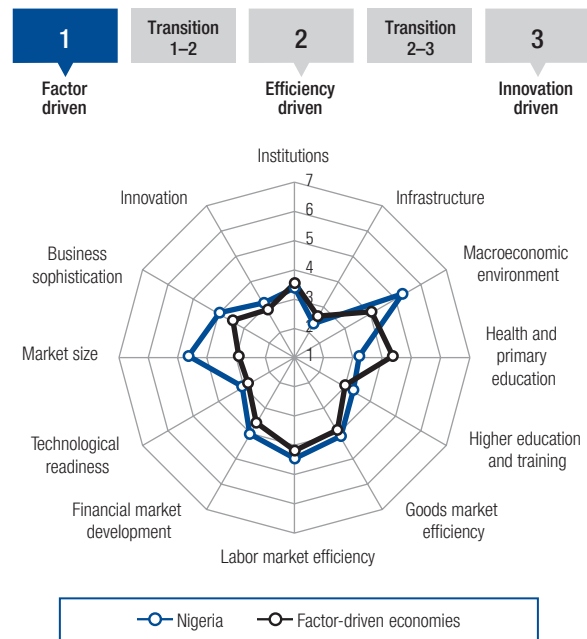 1
Transition
1–2
2
Transition
2–3
3
Factor
driven
Efficiency
driven
Innovation
driven
Institutions
7
Innovation
Infrastructure
6
5
Business
sophistication
Macroeconomic
environment
4
3
2
Market size
1
Health and
primary
education
Technological
readiness
Higher education
and training
Financial market
development
Goods market
efficiency
Labor market efficiency
Nigeria
Factor-driven economies